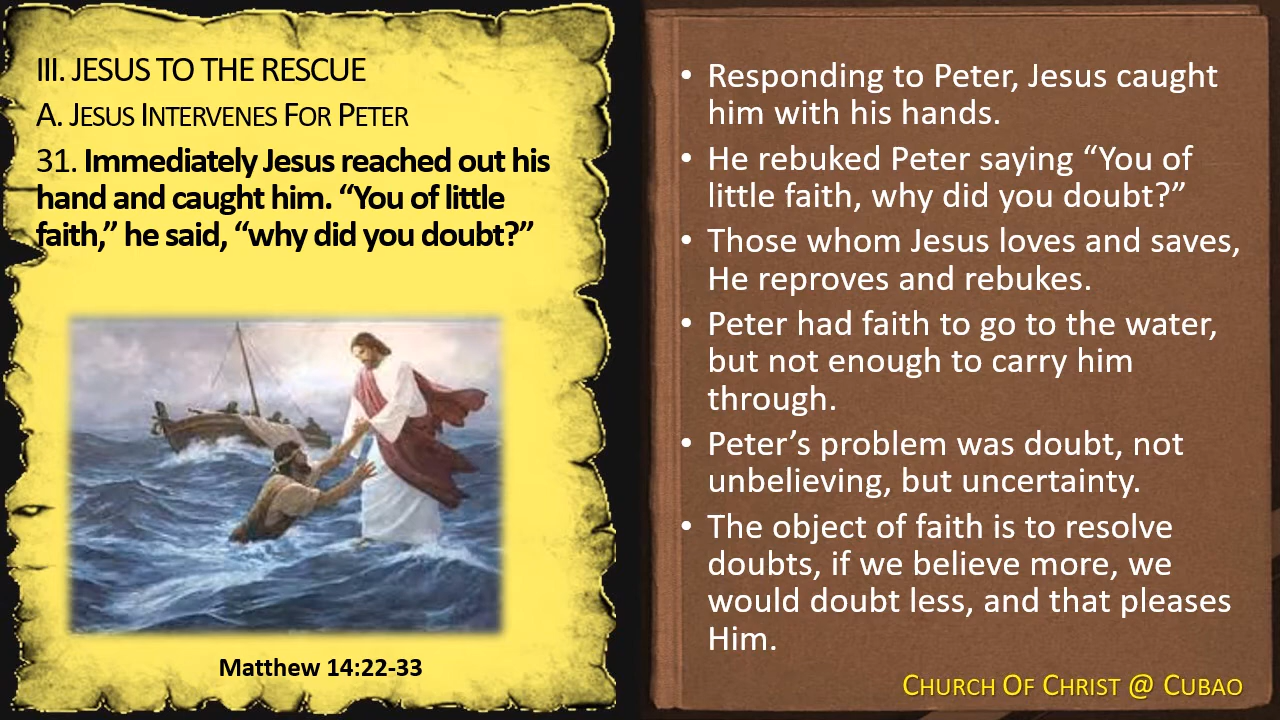 III. JESUS TO THE RESCUE
A. JESUS INTERVENES FOR PETER
31. Immediately Jesus reached out his
hand and caught him. “You of little
faith,” he said, “why did you doubt?”
Matthew 14:22-33
• Responding to Peter, Jesus caught
him with his hands.
• He rebuked Peter saying “You of
little faith, why did you doubt?”
• Those whom Jesus loves and saves,
He reproves and rebukes.
• Peter had faith to go to the water,
but not enough to carry him
through.
• Peter’s problem was doubt, not
unbelieving, but uncertainty.
• The object of faith is to resolve
doubts, if we believe more, we
would doubt less, and that pleases
Him.
CHURCH OF CHRIST @ CUBAO